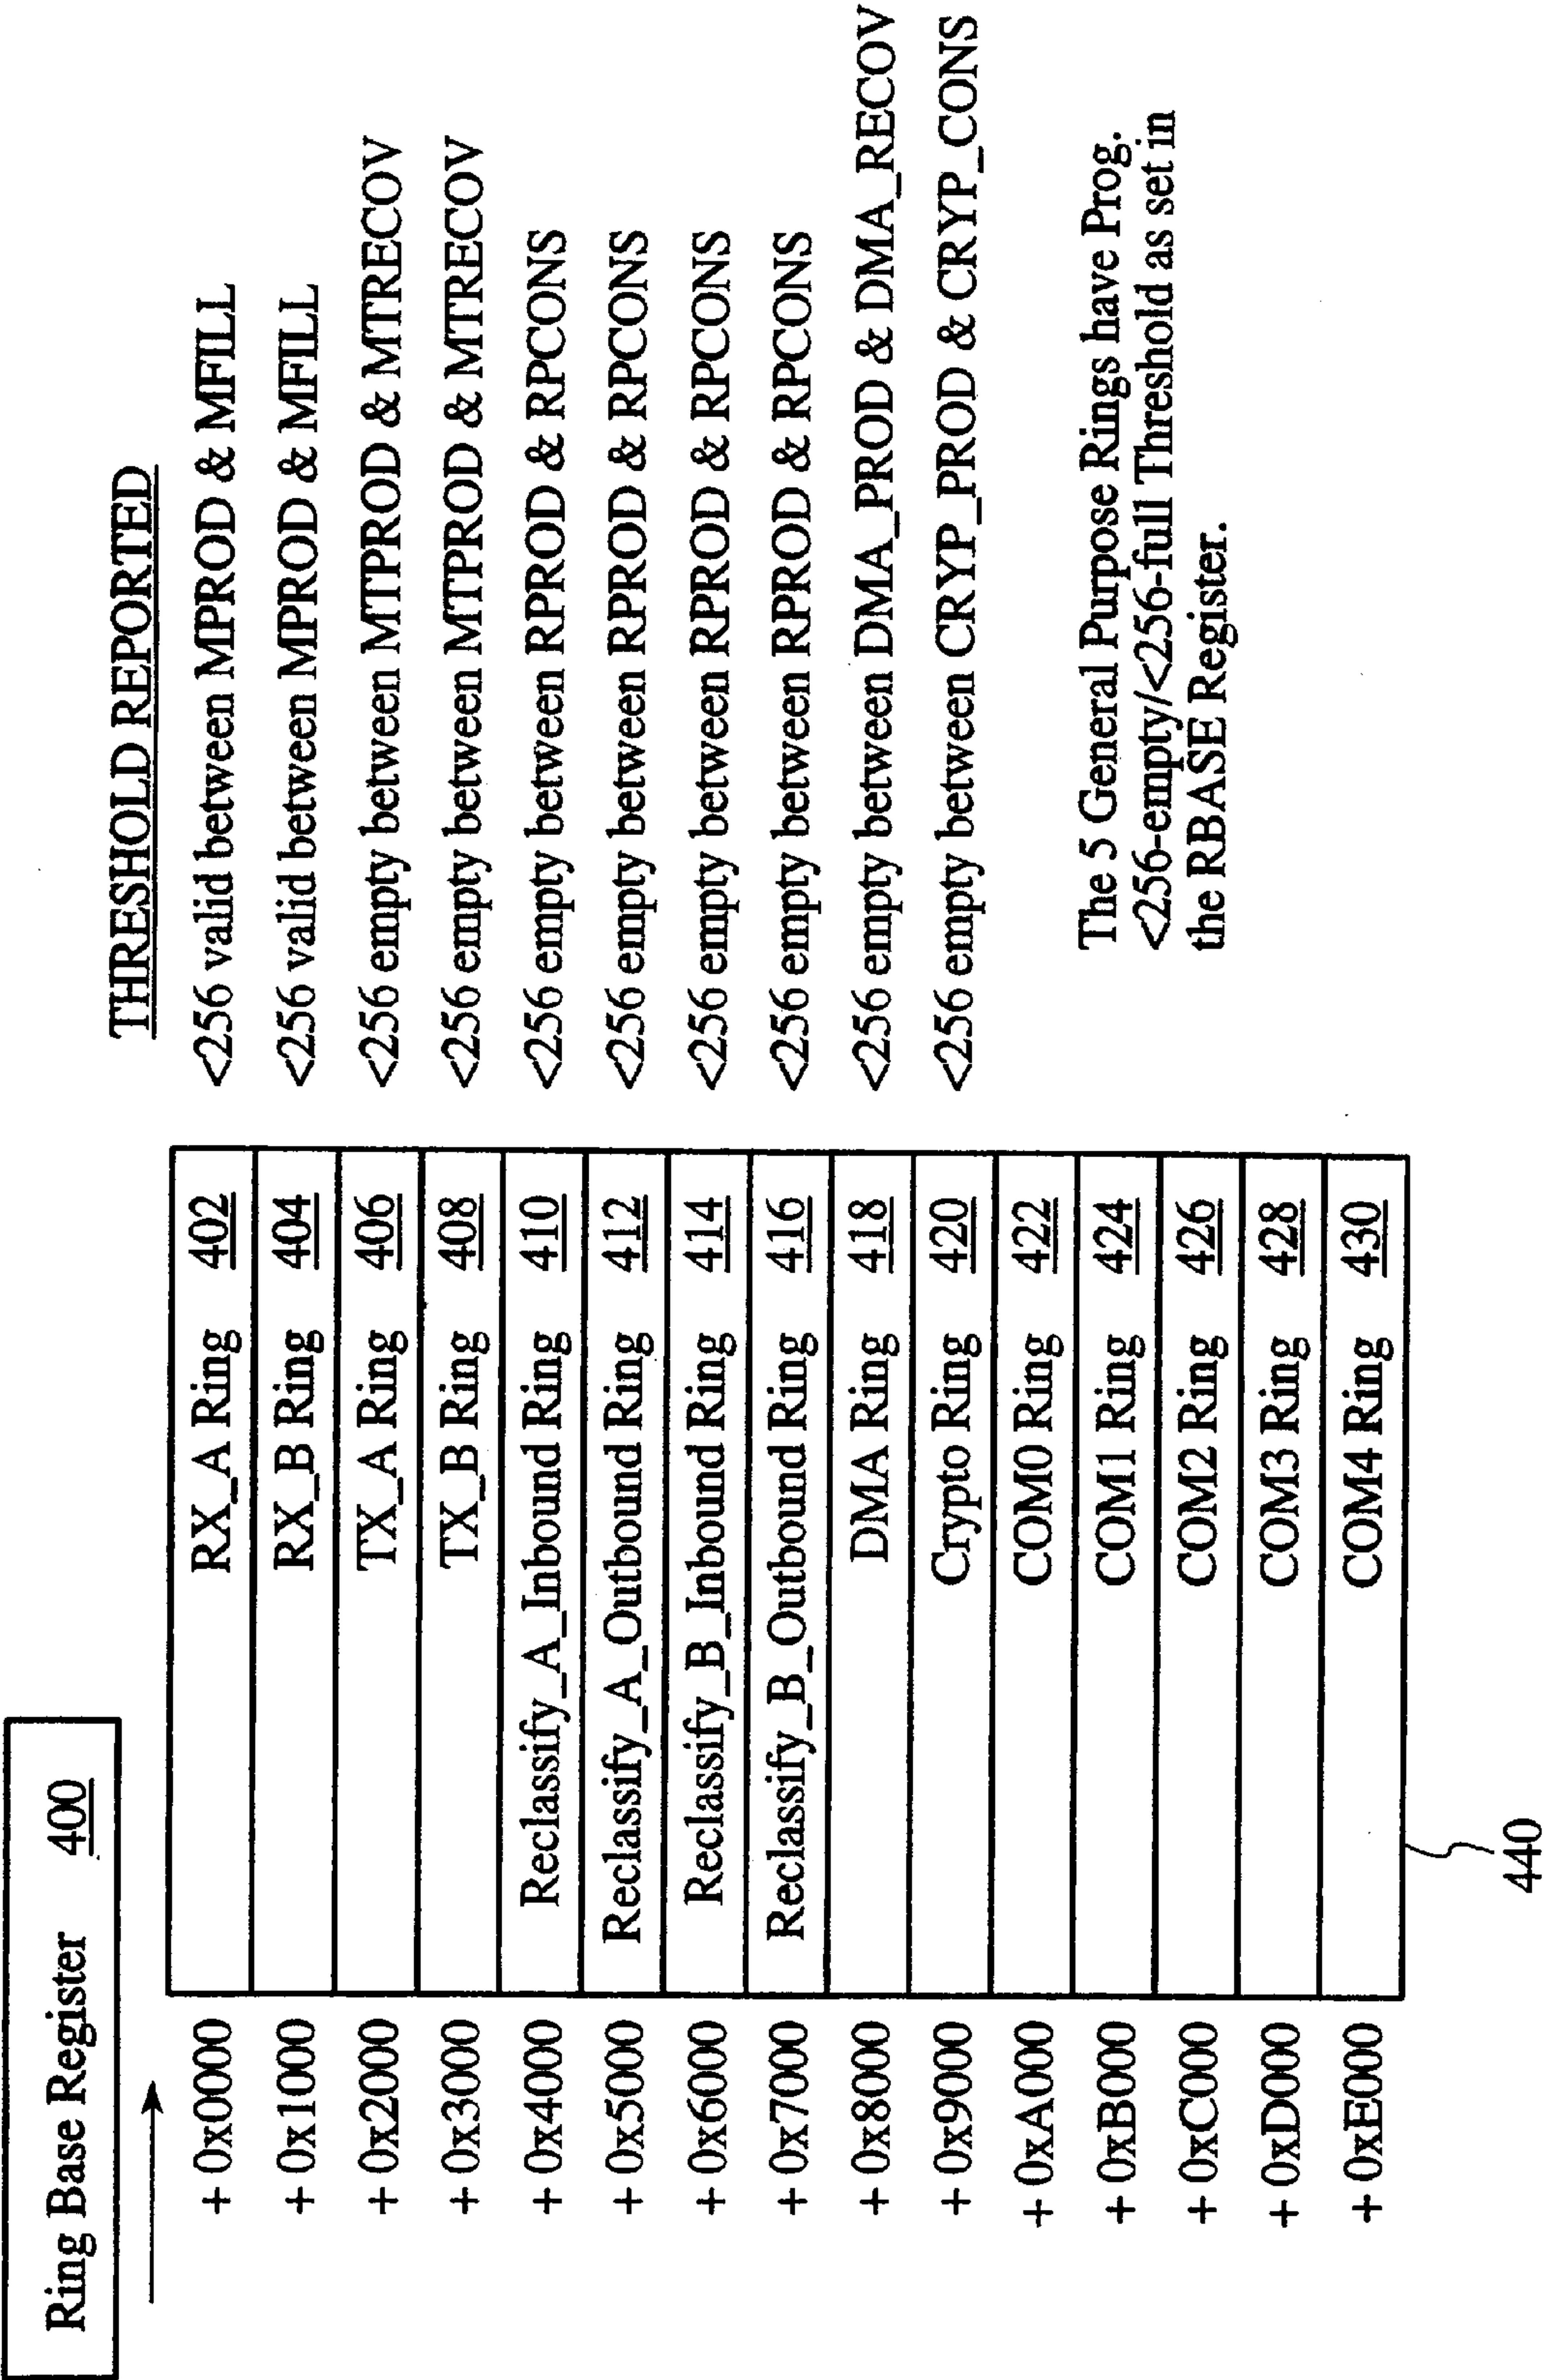 Ring Base Register 400
THRESHOLD REPORTED
+ 0x0000 RX_A Ring 402 <256 valid between MPROD & MFILL
+ 0x1000 RX_B Ring 404 <256 valid between MPROD & MFILL
+ 0x2000 TX_A Ring 406 <256 empty between MTPROD & MTRECOV
+ 0x3000 TX_B Ring 408 <256 empty between MTPROD & MTRECOV
+ 0x4000 Reclassify_A_Inbound Ring 410 <256 empty between RPROD & RPCONS
+ 0x5000 Reclassify_A_Outbound Ring 412 <256 empty between RPROD & RPCONS
+ 0x6000 Reclassify_B_Inbound Ring 414 <256 empty between RPROD & RPCONS
+ 0x7000 Reclassify_B_Outbound Ring 416 <256 empty between RPROD & RPCONS
+ 0x8000 DMA Ring 418 <256 empty between DMA_PROD & DMA_RECOV
+ 0x9000 Crypto Ring 420 <256 empty between CRYP_PROD & CRYP_CONS
+ 0xA000 COM0 Ring 422
+ 0xB000 COM1 Ring 424
+ 0xC000 COM2 Ring 426
+ 0xD000 COM3 Ring 428
+ 0xE000 COM4 Ring 430
The 5 General Purpose Rings have Prog.
<256-empty/<256-full Threshold as set in
the RBASE Register.
440